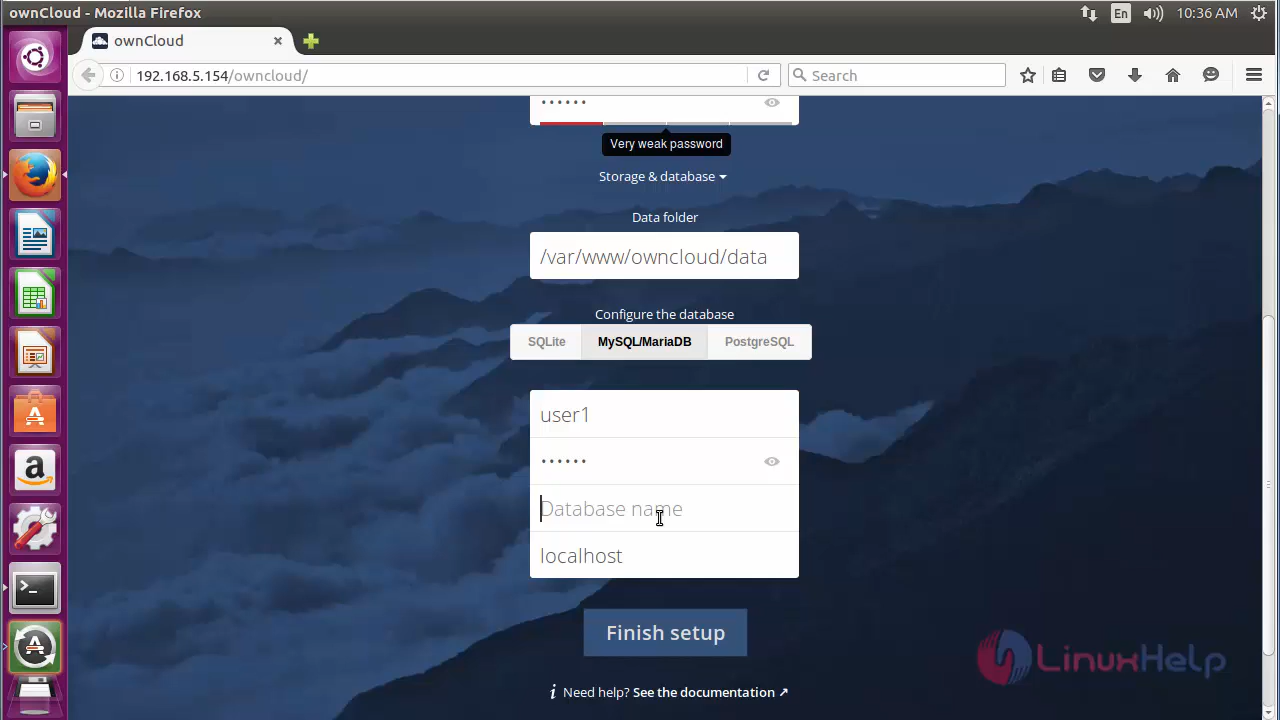 ownCloud - Mozilla Firefox
En
10:36 AM
ownCloud
192.168.5.154/owncloud/
Search
••••••
Very weak password
Storage & database
Data folder
/var/www/owncloud/data
Configure the database
SQLite MySQL/MariaDB PostgreSQL
user1
••••••
Database name
localhost
Finish setup
i Need help? See the documentation ↗
LinuxHelp